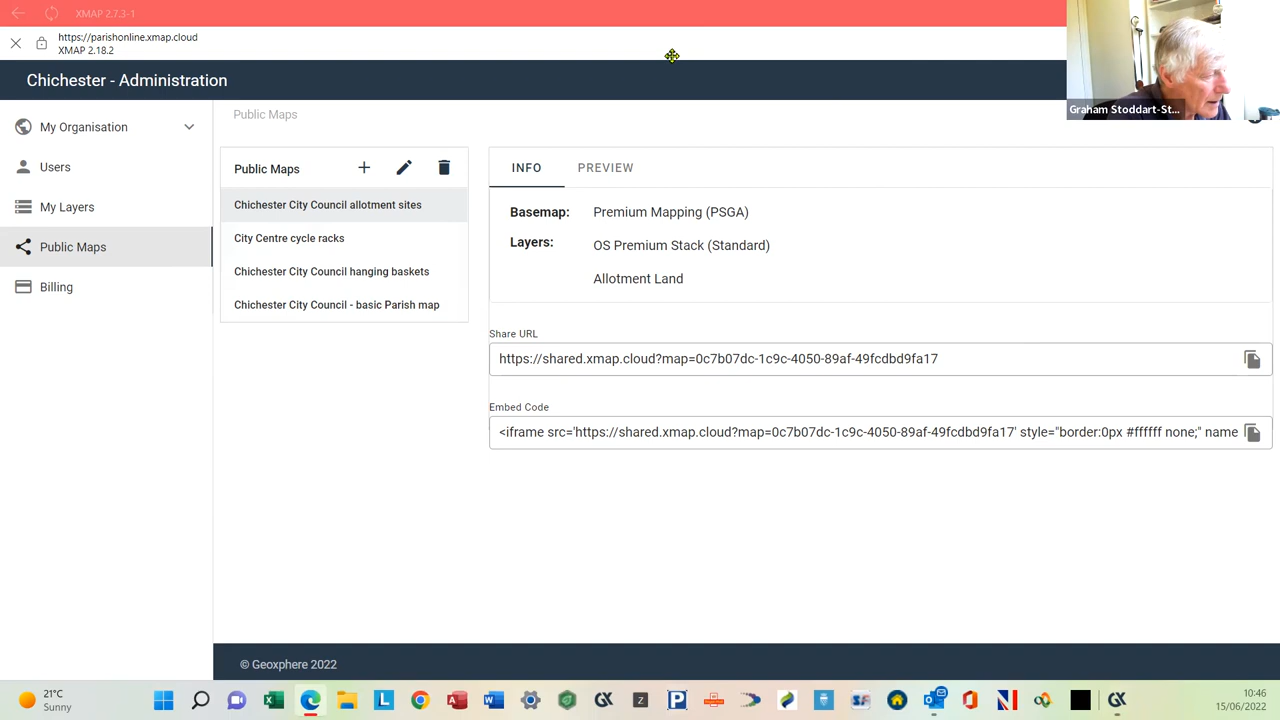 XMAP 2.7.3-1
https://parishonline.xmap.cloud
XMAP 2.18.2
Chichester - Administration
Graham Stoddart-St...
My Organisation
Users
My Layers
Public Maps
Billing
Public Maps
Public Maps
Chichester City Council allotment sites
City Centre cycle racks
Chichester City Council hanging baskets
Chichester City Council - basic Parish map
INFO PREVIEW
Basemap: Premium Mapping (PSGA)
Layers: OS Premium Stack (Standard)
Allotment Land
Share URL
https://shared.xmap.cloud?map=0c7b07dc-1c9c-4050-89af-49fcdbd9fa17
Embed Code
<iframe src='https://shared.xmap.cloud?map=0c7b07dc-1c9c-4050-89af-49fcdbd9fa17' style="border:0px #ffffff none;" name
© Geoxphere 2022
21°C
Sunny
10:46
15/06/2022